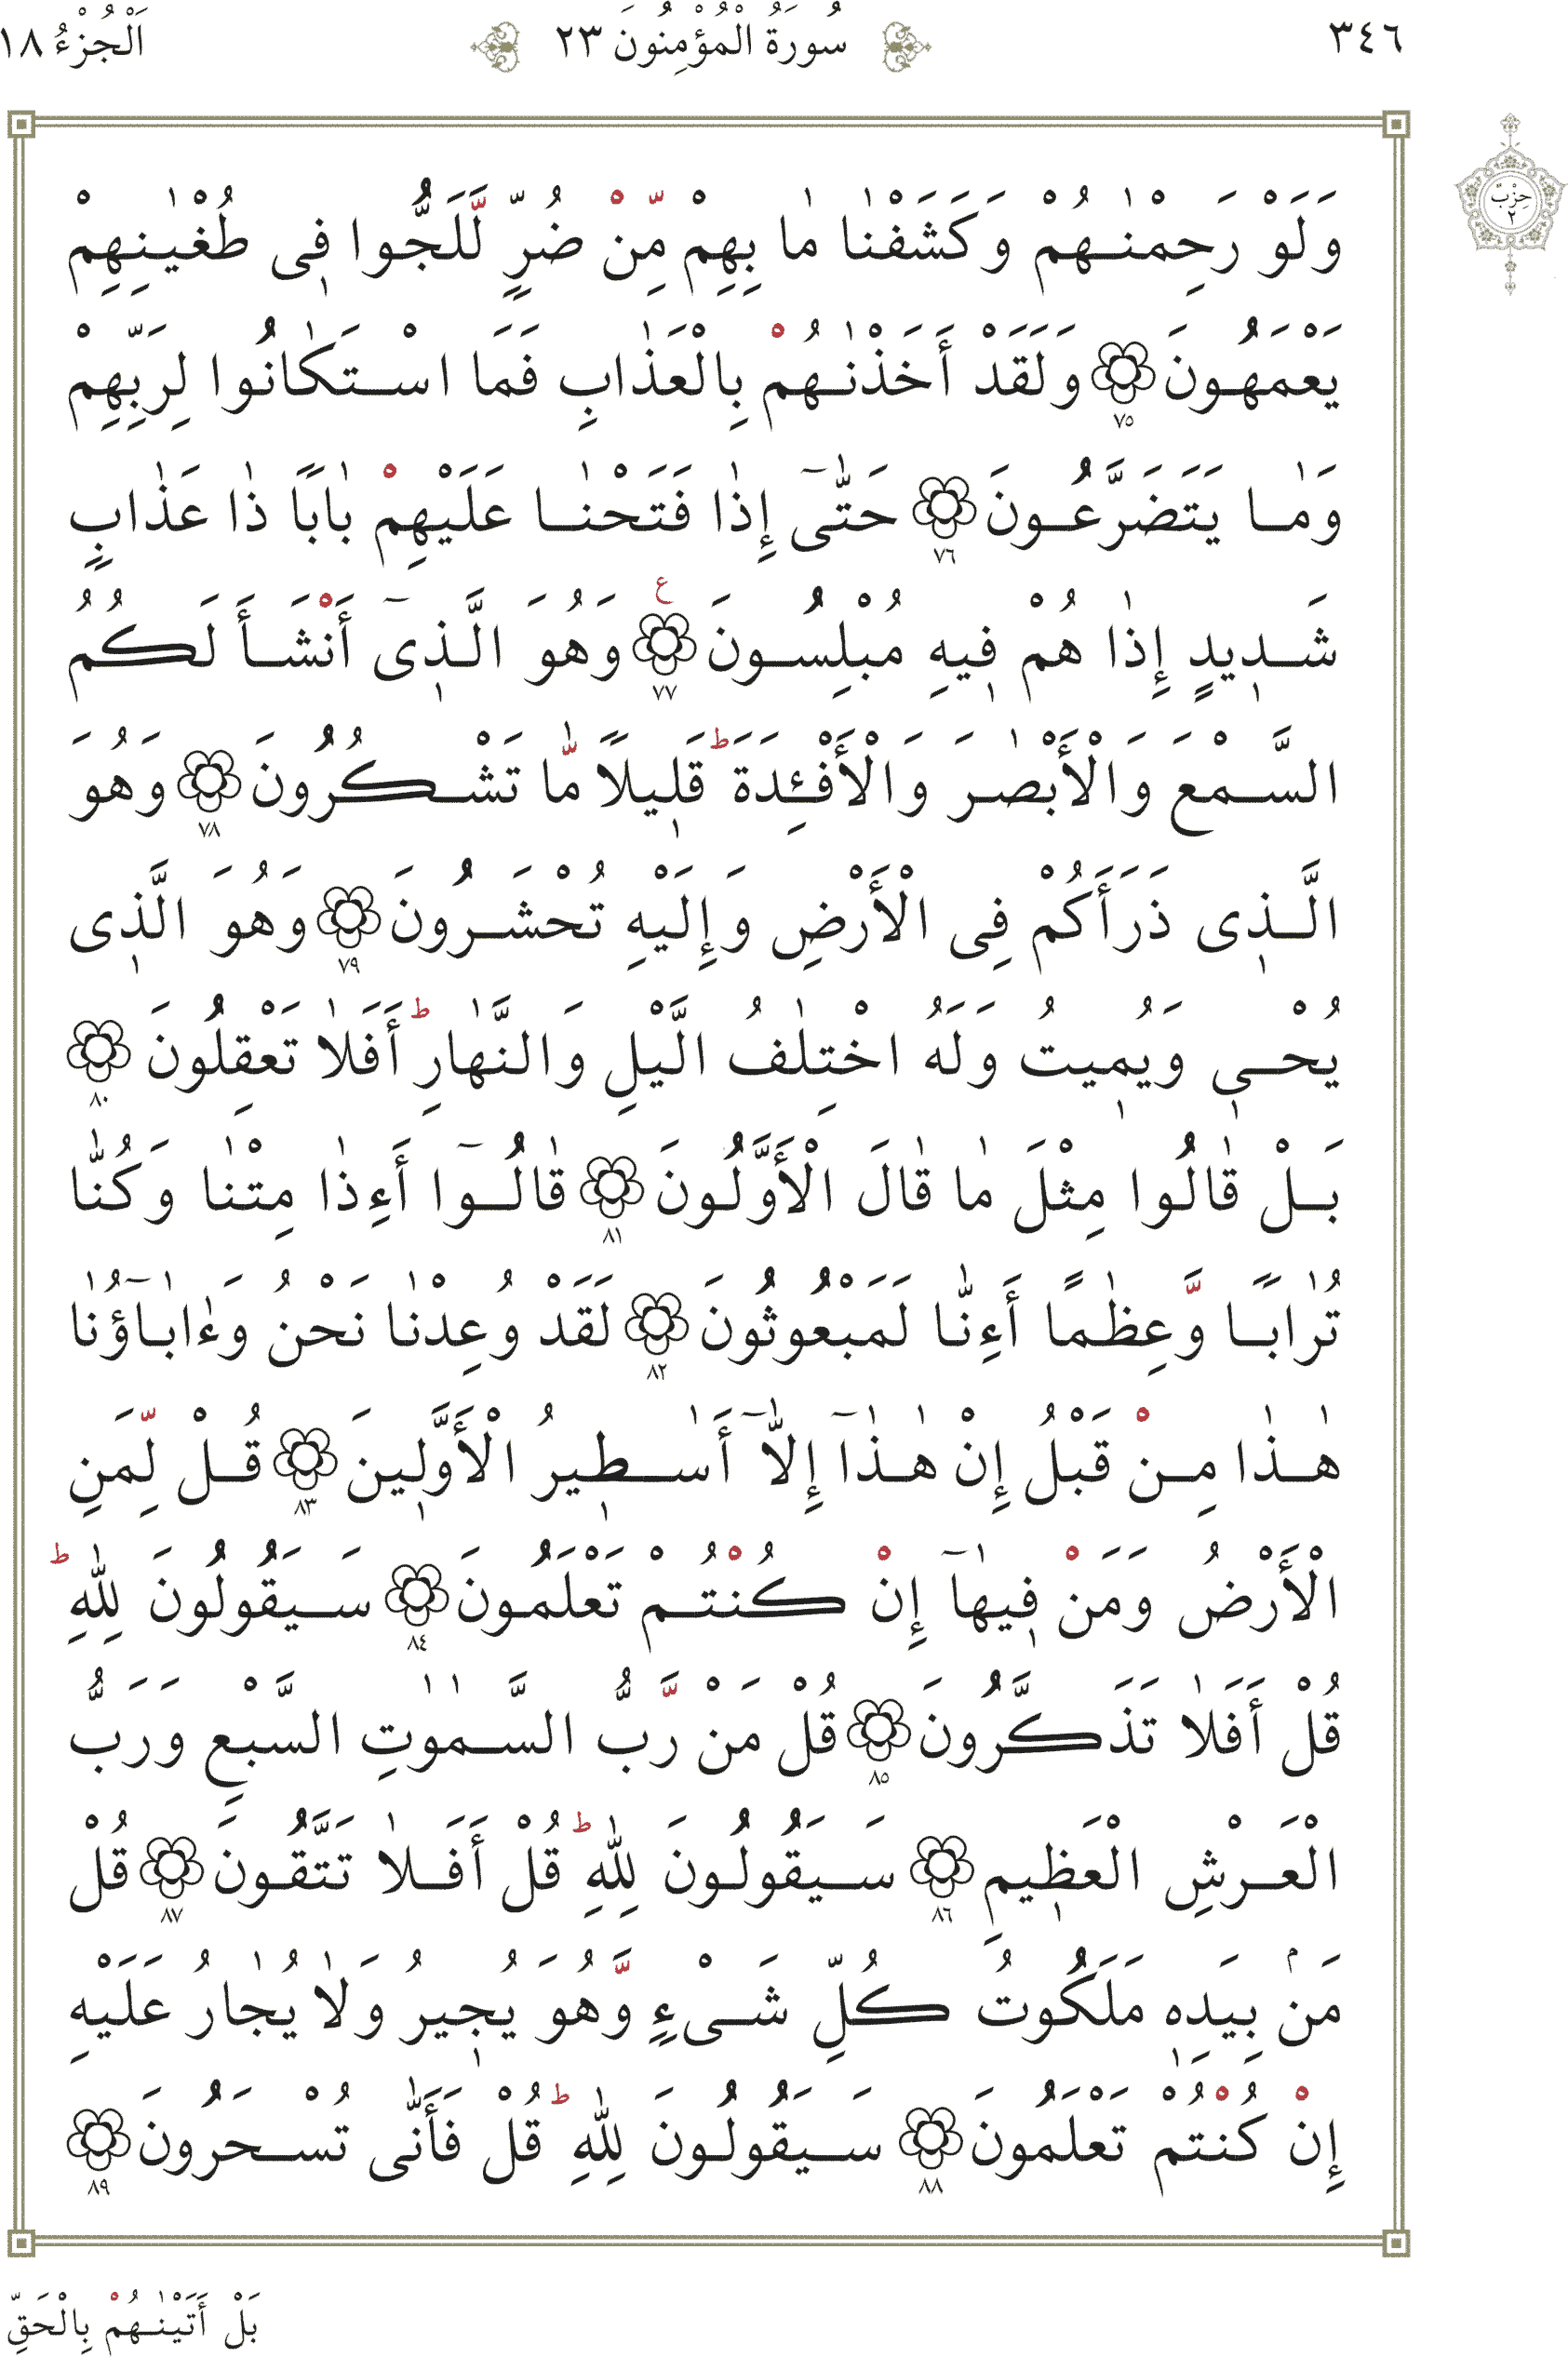 ٣٤٦ سُورَةُ الْمُؤْمِنُونَ ٢٣ اَلْجُزْءُ ١٨
حِزْبٌ ٢
وَلَوْ رَحِمْنٰهُمْ وَكَشَفْنٰا مٰا بِهِمْ مِّنْ ضُرٍّ لَّلَجُّوا فٖى طُغْيٰنِهِمْ
يَعْمَهُونَ ٧٥ وَلَقَدْ أَخَذْنٰهُمْ بِالْعَذٰابِ فَمَا اسْتَكٰانُوا لِرَبِّهِمْ
وَمٰا يَتَضَرَّعُونَ ٧٦ حَتّٰىٓ إِذٰا فَتَحْنٰا عَلَيْهِمْ بٰابًا ذٰا عَذٰابٍ
شَدٖيدٍ إِذٰا هُمْ فٖيهِ مُبْلِسُونَ ع ٧٧ وَهُوَ الَّذٖىٓ أَنْشَأَ لَكُمُ
السَّمْعَ وَالْأَبْصٰرَ وَالْأَفْئِدَةَ ط قَلٖيلًا مّٰا تَشْكُرُونَ ٧٨ وَهُوَ
الَّذٖى ذَرَأَكُمْ فِى الْأَرْضِ وَإِلَيْهِ تُحْشَرُونَ ٧٩ وَهُوَ الَّذٖى
يُحْىٖ وَيُمٖيتُ وَلَهُ اخْتِلٰفُ الَّيْلِ وَالنَّهٰارِ ط أَفَلٰا تَعْقِلُونَ ٨٠
بَلْ قٰالُوا مِثْلَ مٰا قٰالَ الْأَوَّلُونَ ٨١ قٰالُوٓا أَءِذٰا مِتْنٰا وَكُنّٰا
تُرٰابًا وَّعِظٰمًا أَءِنّٰا لَمَبْعُوثُونَ ٨٢ لَقَدْ وُعِدْنٰا نَحْنُ وَءٰابٰٓاؤُنٰا
هٰذٰا مِنْ قَبْلُ إِنْ هٰذٰٓا إِلّٰٓا أَسٰطٖيرُ الْأَوَّلٖينَ ٨٣ قُلْ لِّمَنِ
الْأَرْضُ وَمَنْ فٖيهٰٓا إِنْ كُنْتُمْ تَعْلَمُونَ ٨٤ سَيَقُولُونَ لِلّٰهِ ط
قُلْ أَفَلٰا تَذَكَّرُونَ ٨٥ قُلْ مَنْ رَّبُّ السَّمٰوٰتِ السَّبْعِ وَرَبُّ
الْعَرْشِ الْعَظٖيمِ ٨٦ سَيَقُولُونَ لِلّٰهِ ط قُلْ أَفَلٰا تَتَّقُونَ ٨٧ قُلْ
مَنۢ بِيَدِهٖ مَلَكُوتُ كُلِّ شَىْءٍ وَّهُوَ يُجٖيرُ وَلٰا يُجٰارُ عَلَيْهِ
إِنْ كُنْتُمْ تَعْلَمُونَ ٨٨ سَيَقُولُونَ لِلّٰهِ ط قُلْ فَأَنّٰى تُسْحَرُونَ ٨٩
بَلْ أَتَيْنٰهُمْ بِالْحَقِّ